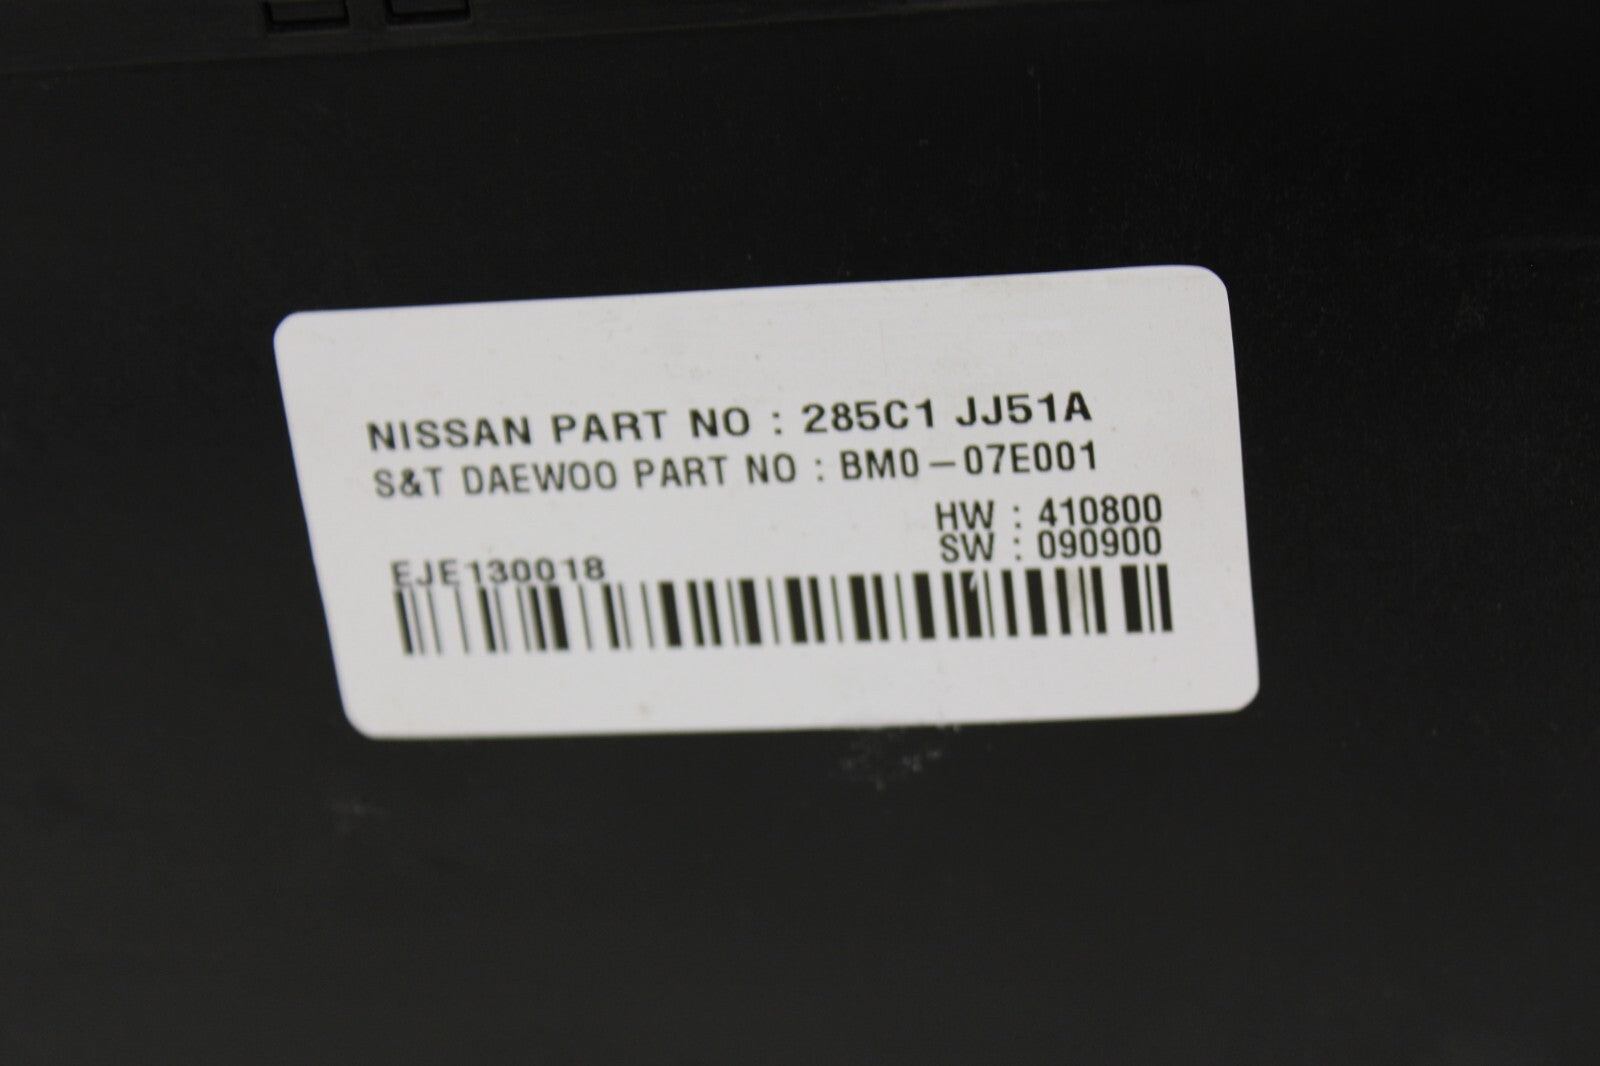 NISSAN PART NO : 285C1 JJ51A
S&T DAEWOO PART NO : BM0-07E001
HW : 410800
SW : 090900
EJE130018